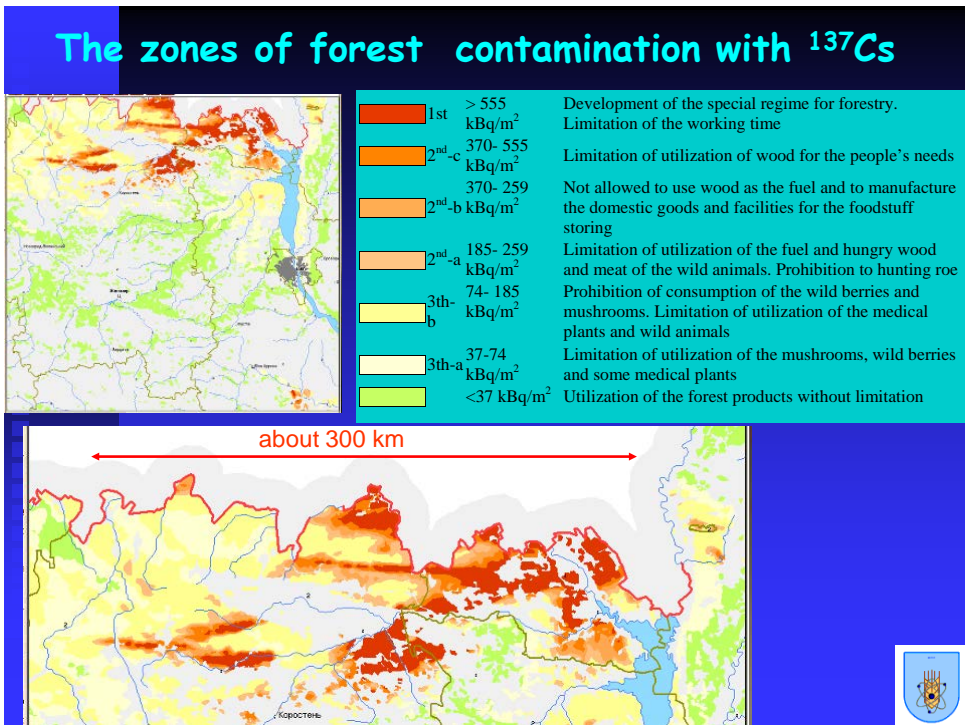 The zones of forest contamination with ¹³⁷Cs
1st > 555 kBq/m² Development of the special regime for forestry.
Limitation of the working time
2ⁿᵈ-c 370- 555 kBq/m² Limitation of utilization of wood for the people's needs
2ⁿᵈ-b 370- 259 kBq/m² Not allowed to use wood as the fuel and to manufacture
the domestic goods and facilities for the foodstuff
storing
2ⁿᵈ-a 185- 259 kBq/m² Limitation of utilization of the fuel and hungry wood
and meat of the wild animals. Prohibition to hunting roe
3th-b 74- 185 kBq/m² Prohibition of consumption of the wild berries and
mushrooms. Limitation of utilization of the medical
plants and wild animals
3th-a 37-74 kBq/m² Limitation of utilization of the mushrooms, wild berries
and some medical plants
<37 kBq/m² Utilization of the forest products without limitation
Коростень
about 300 km
2
2
Коростень